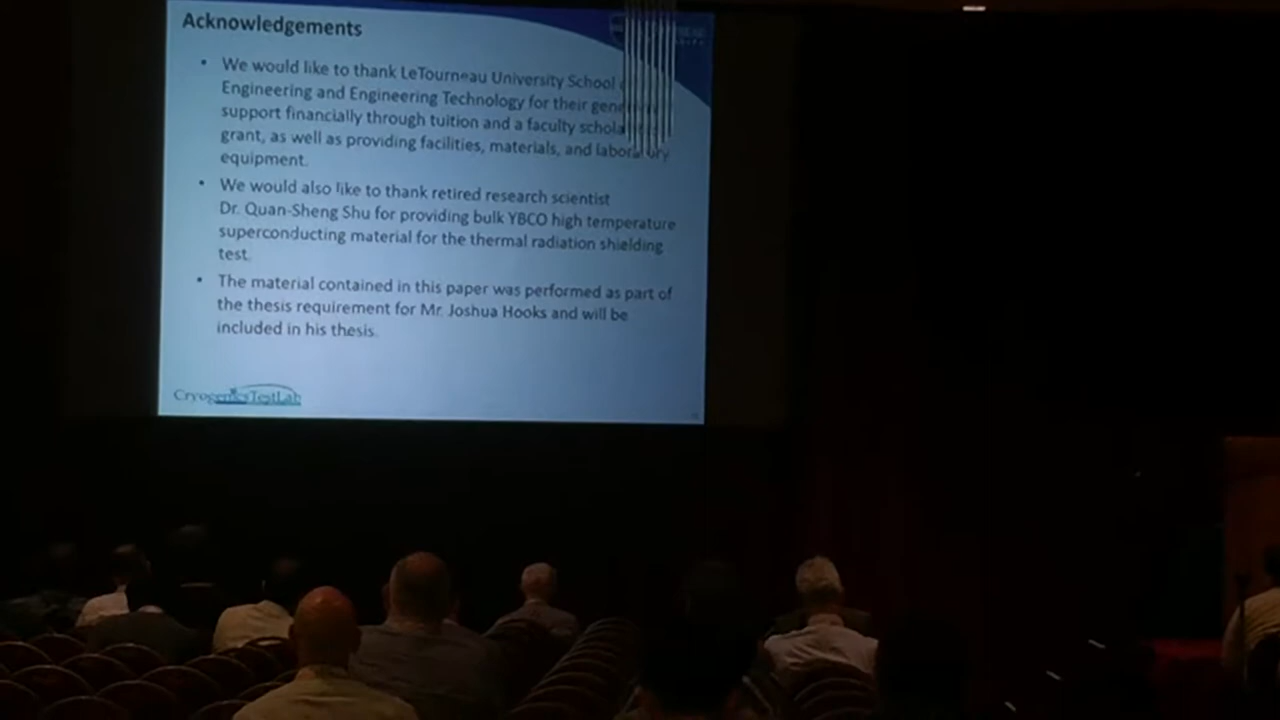 Acknowledgements
• We would like to thank LeTourneau University School
Engineering and Engineering Technology for their
support financially through tuition and a faculty
grant, as well as providing facilities, materials, and laboratory
equipment.
• We would also like to thank retired research scientist
Dr. Quan-Sheng Shu for providing bulk YBCO high temperature
superconducting material for the thermal radiation shielding
test.
• The material contained in this paper was performed as part of
the thesis requirement for Mr. Joshua Hooks and will be
included in his thesis.
CryogenicsTestLab